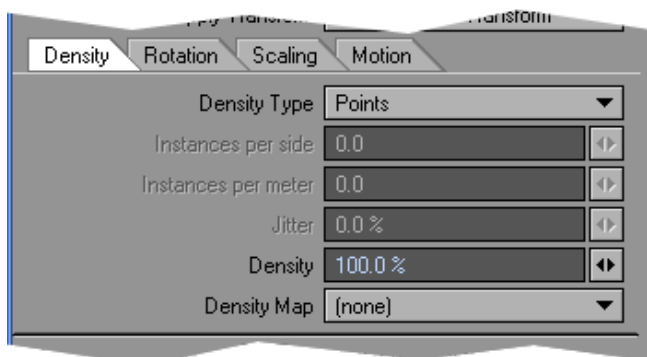 Density Rotation Scaling Motion
Density Type Points
Instances per side 0.0
Instances per meter 0.0
Jitter 0.0 %
Density 100.0 %
Density Map (none)